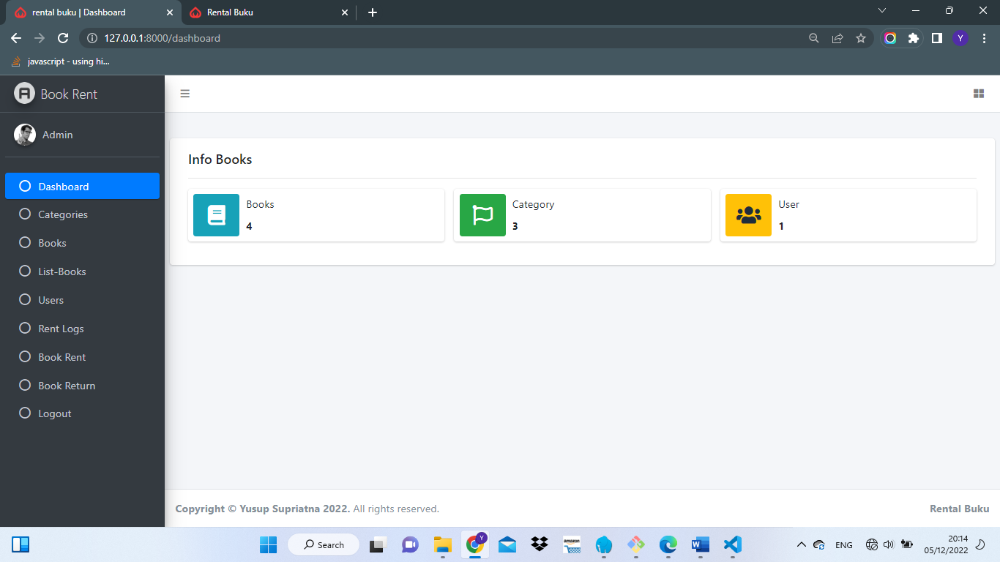 rental buku | Dashboard
Rental Buku
127.0.0.1:8000/dashboard
Y
javascript - using hi...
A Book Rent
Admin
Dashboard
Categories
Books
List-Books
Users
Rent Logs
Book Rent
Book Return
Logout
Info Books
Books
4
Category
3
User
1
Copyright © Yusup Supriatna 2022. All rights reserved.
Rental Buku
Search
Y
amazon
W
ENG
20:14
05/12/2022